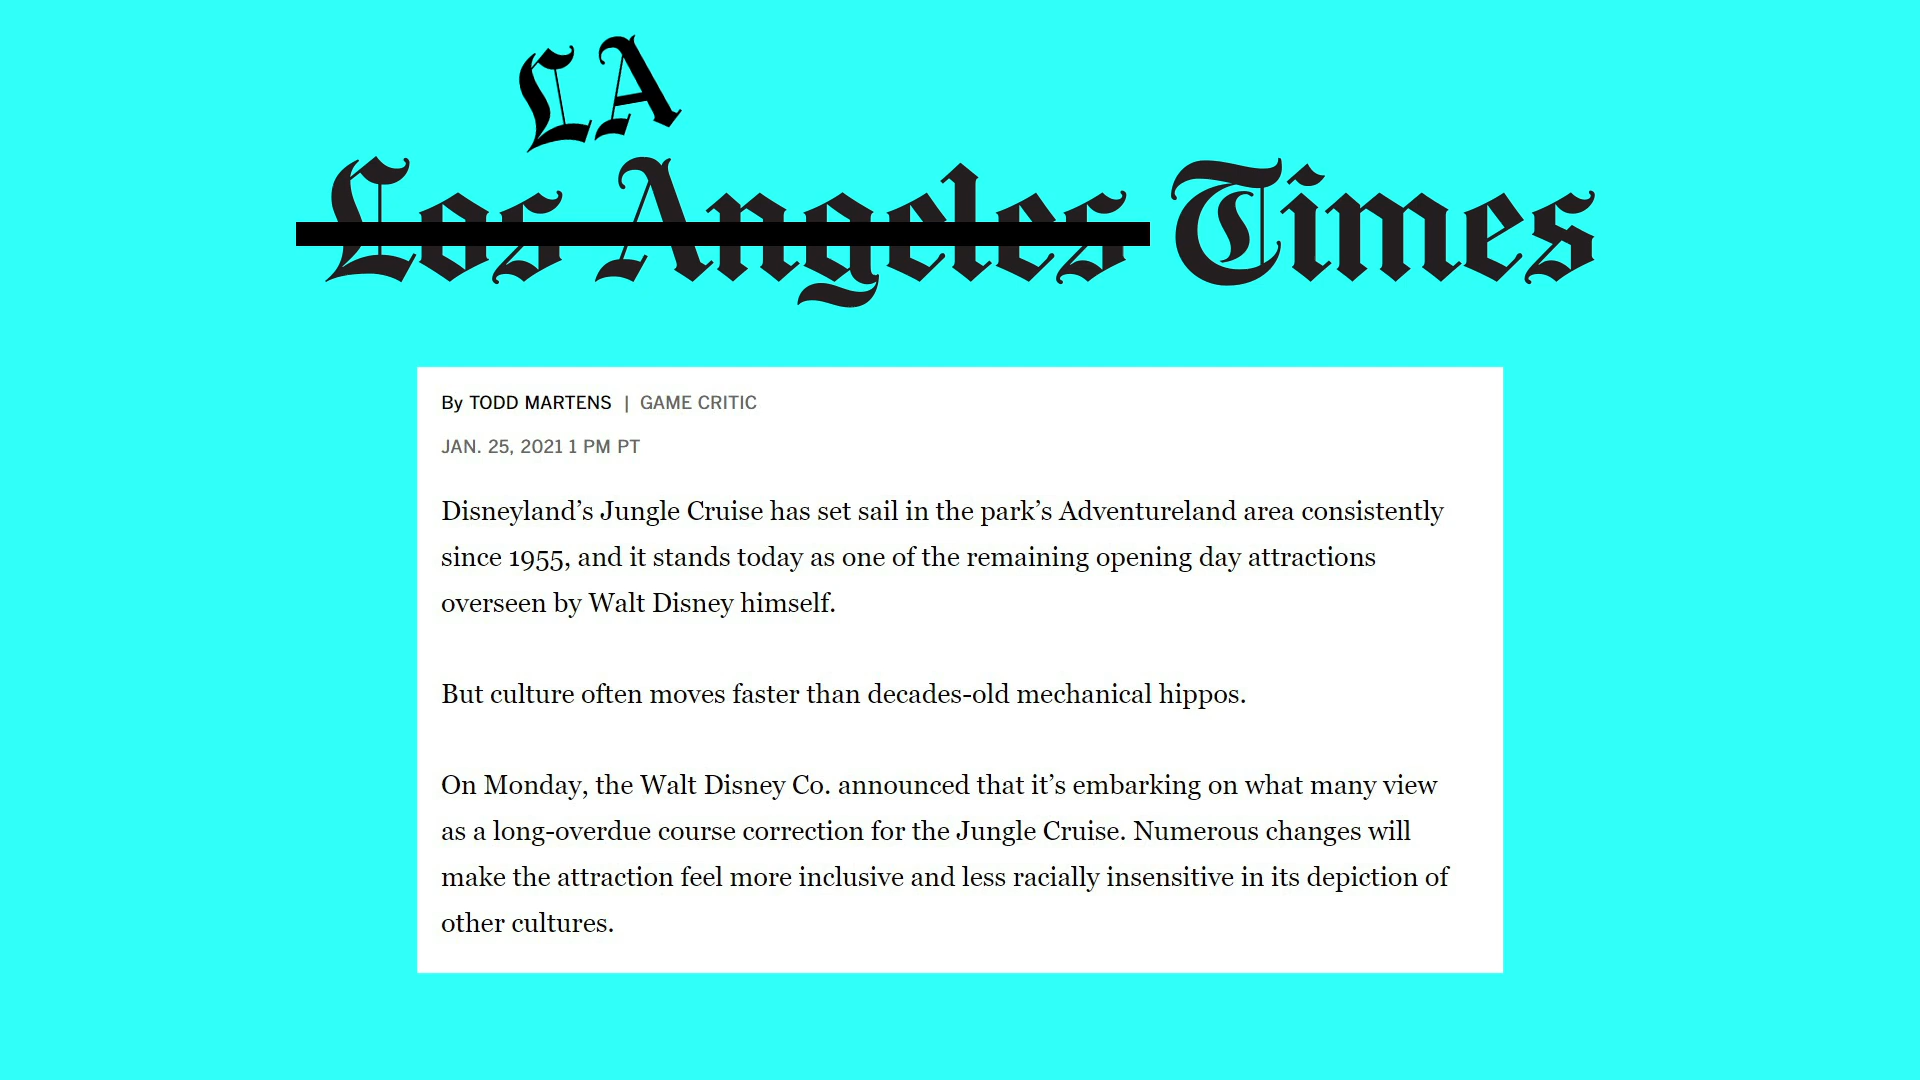 LA
Los Angeles Times
By TODD MARTENS | GAME CRITIC
JAN. 25, 2021 1 PM PT
Disneyland’s Jungle Cruise has set sail in the park’s Adventureland area consistently
since 1955, and it stands today as one of the remaining opening day attractions
overseen by Walt Disney himself.
But culture often moves faster than decades-old mechanical hippos.
On Monday, the Walt Disney Co. announced that it’s embarking on what many view
as a long-overdue course correction for the Jungle Cruise. Numerous changes will
make the attraction feel more inclusive and less racially insensitive in its depiction of
other cultures.